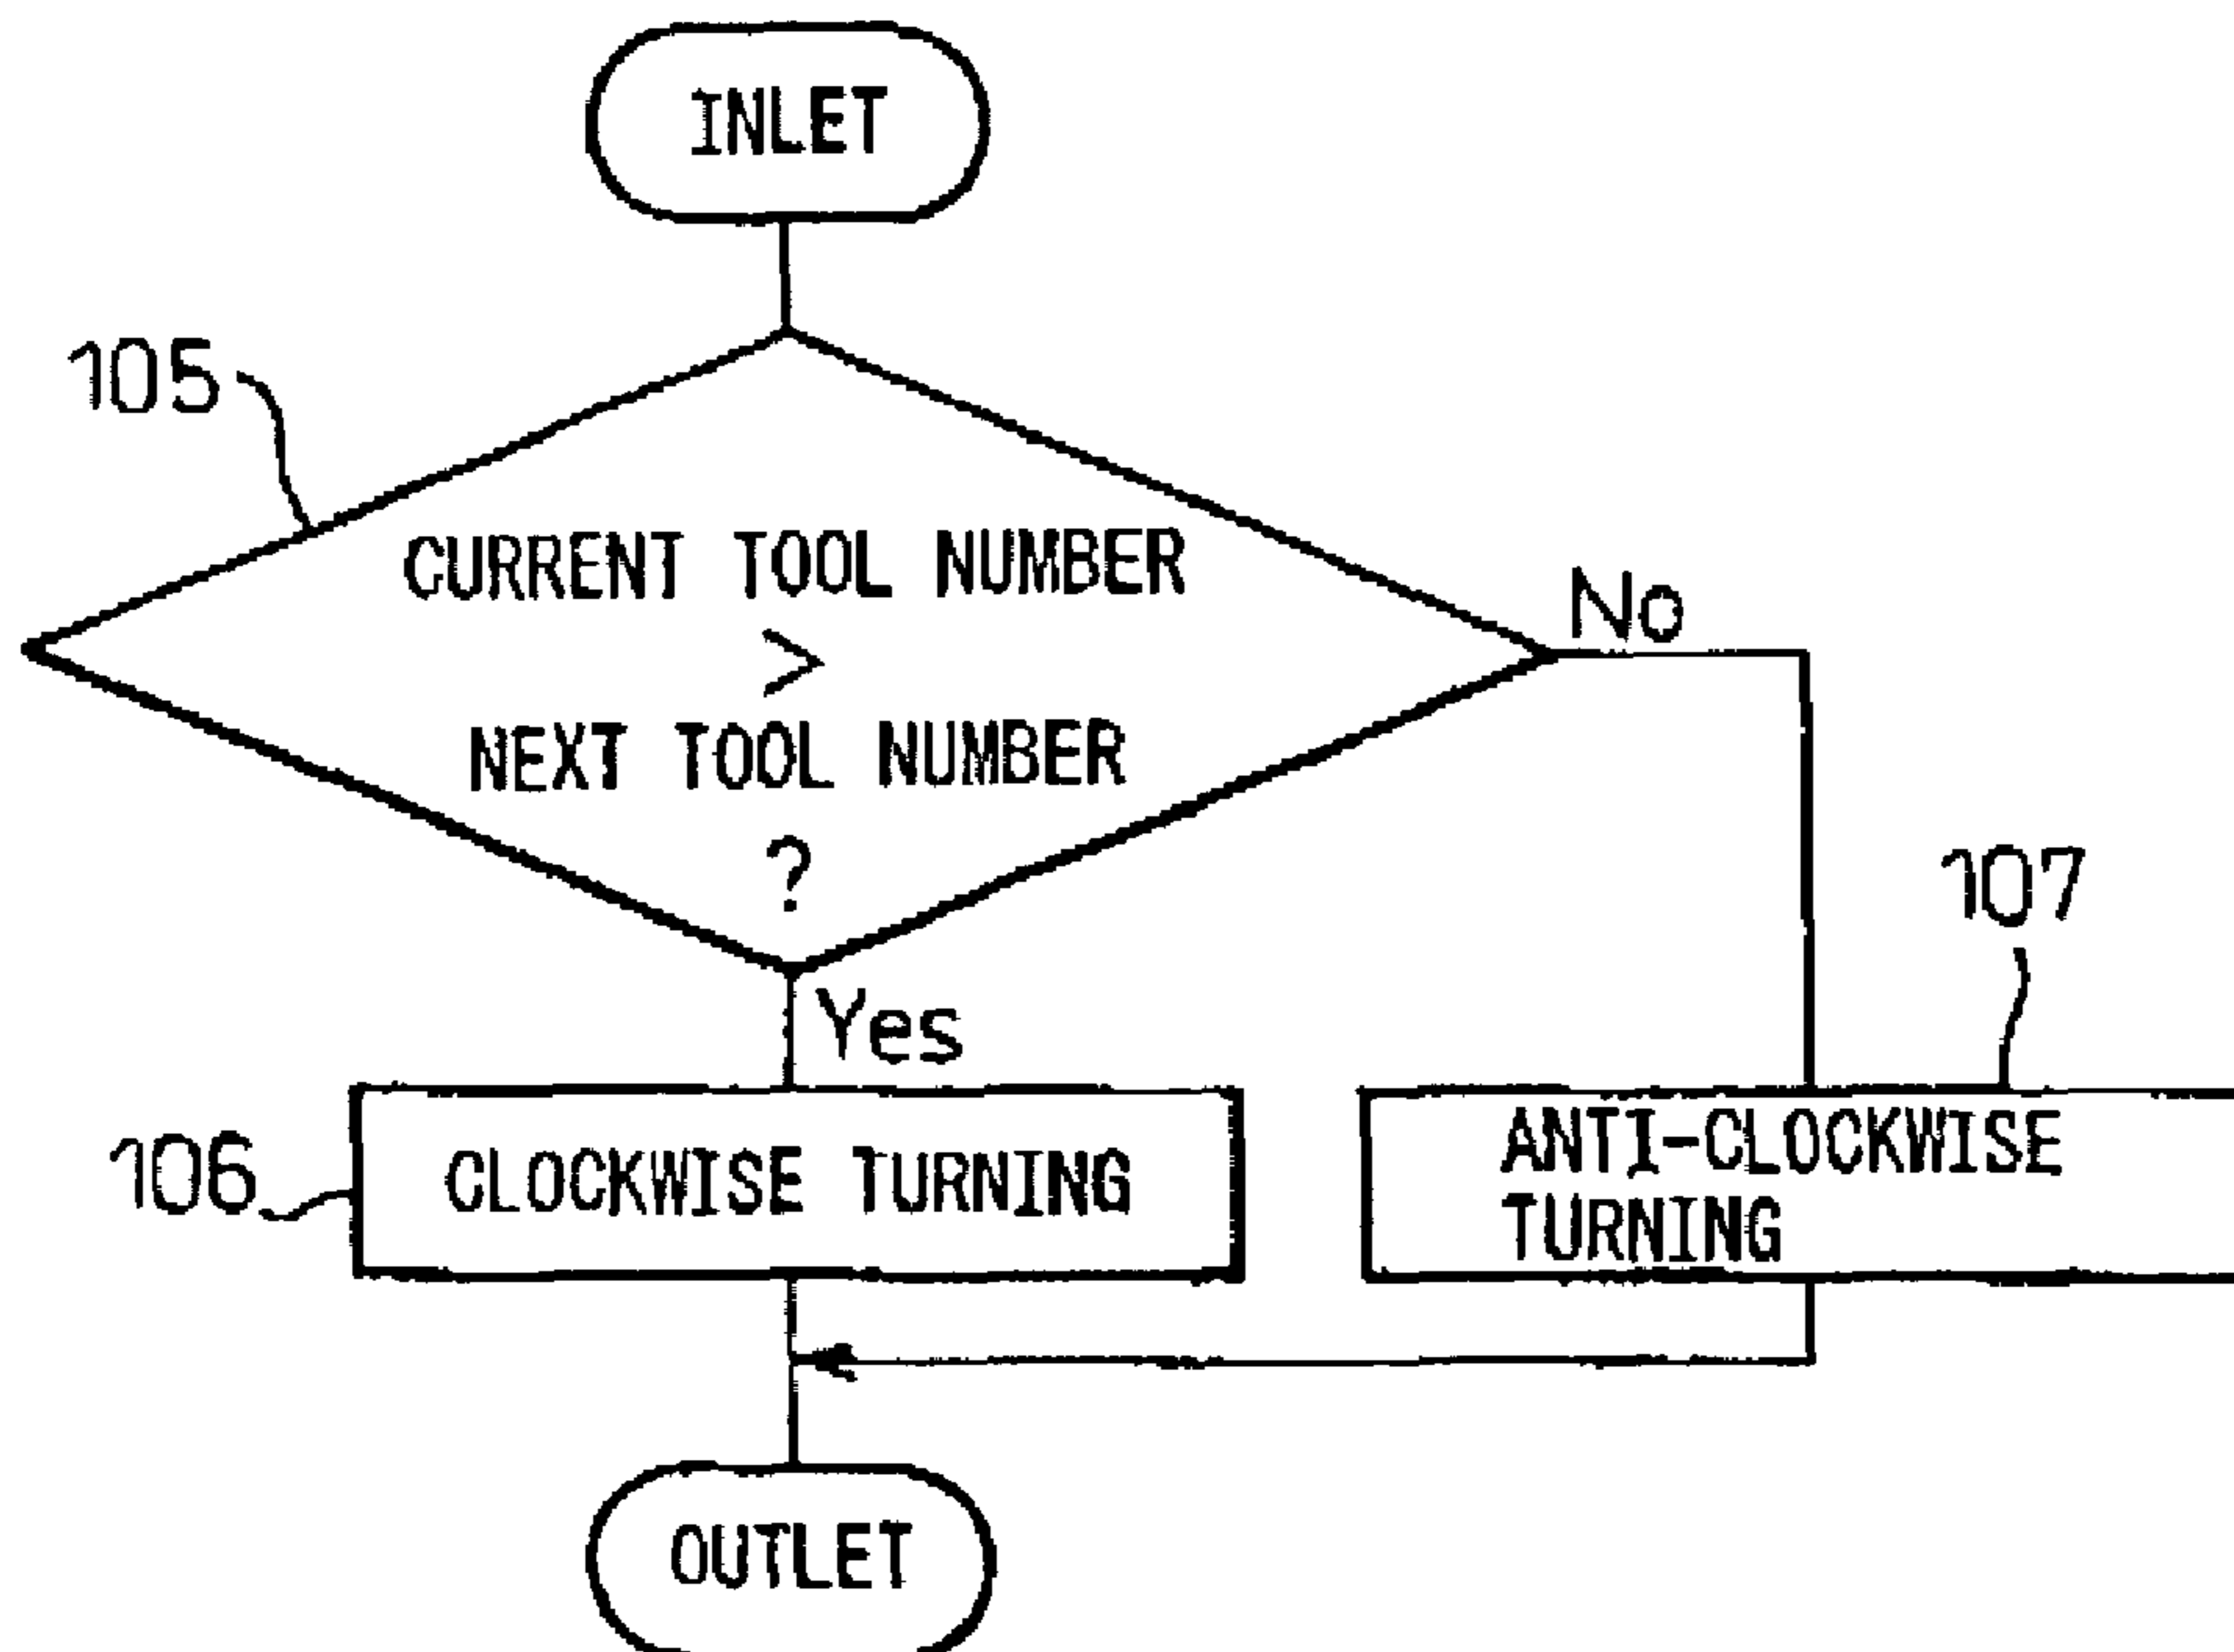 INLET
105
CURRENT TOOL NUMBER
>
NEXT TOOL NUMBER
?
No
Yes
107
106
CLOCKWISE TURNING
ANTI-CLOCKWISE
TURNING
OUTLET